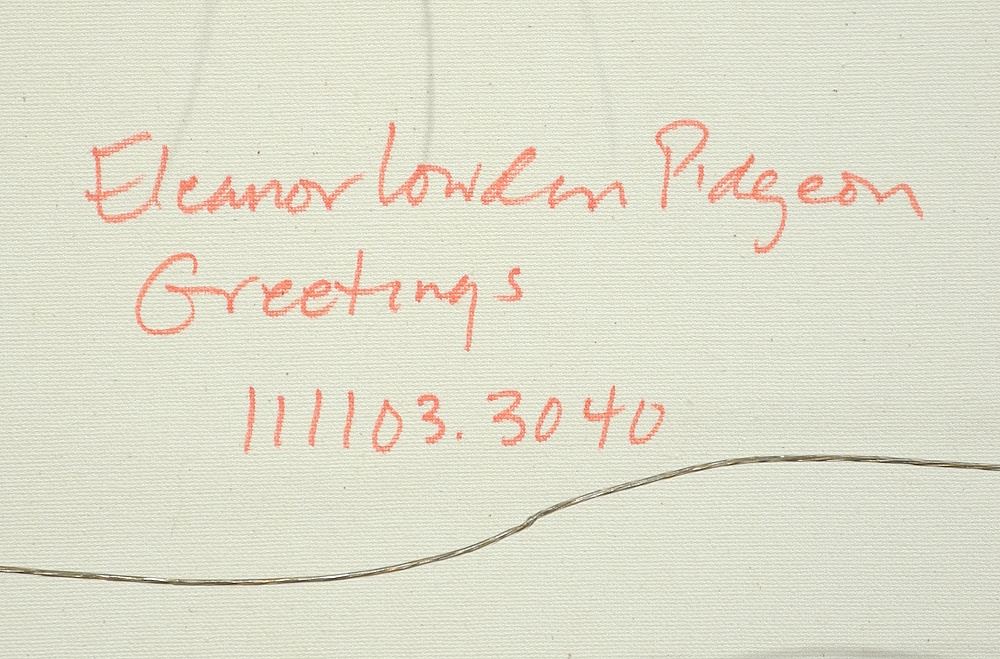 Eleanor Lowden Pidgeon
Greetings
111103.3040